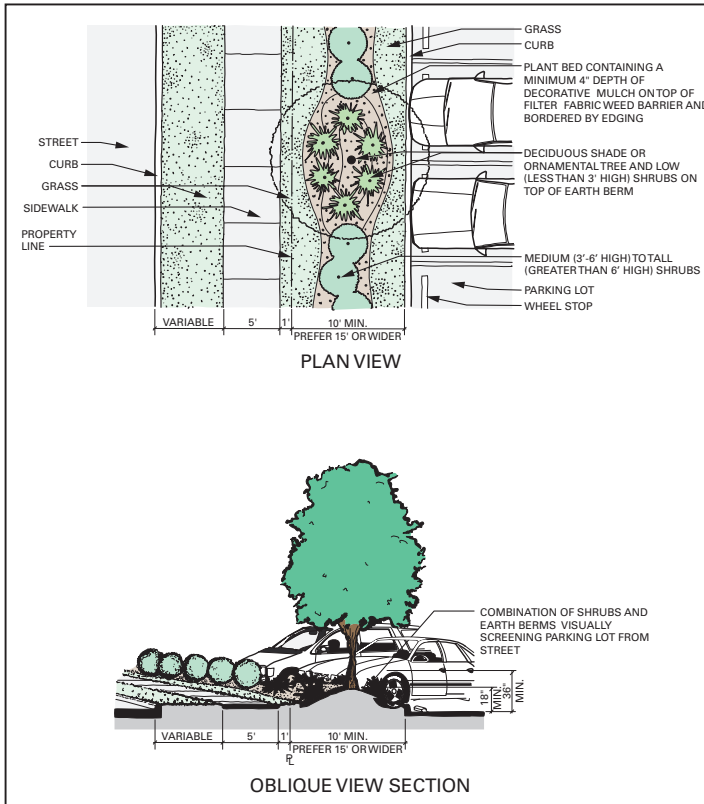 STREET
CURB
GRASS
SIDEWALK
PROPERTY
LINE
GRASS
CURB
PLANT BED CONTAINING A
MINIMUM 4" DEPTH OF
DECORATIVE MULCH ON TOP OF
FILTER FABRIC WEED BARRIER AND
BORDERED BY EDGING
DECIDUOUS SHADE OR
ORNAMENTAL TREE AND LOW
(LESS THAN 3' HIGH) SHRUBS ON
TOP OF EARTH BERM
MEDIUM (3'-6' HIGH) TO TALL
(GREATER THAN 6' HIGH) SHRUBS
PARKING LOT
WHEEL STOP
VARIABLE 5' 1' 10' MIN.
PREFER 15' OR WIDER
PLAN VIEW
COMBINATION OF SHRUBS AND
EARTH BERMS VISUALLY
SCREENING PARKING LOT FROM
STREET
18"
MIN.
36"
MIN.
VARIABLE 5' 1' 10' MIN.
PREFER 15' OR WIDER
PL
OBLIQUE VIEW SECTION